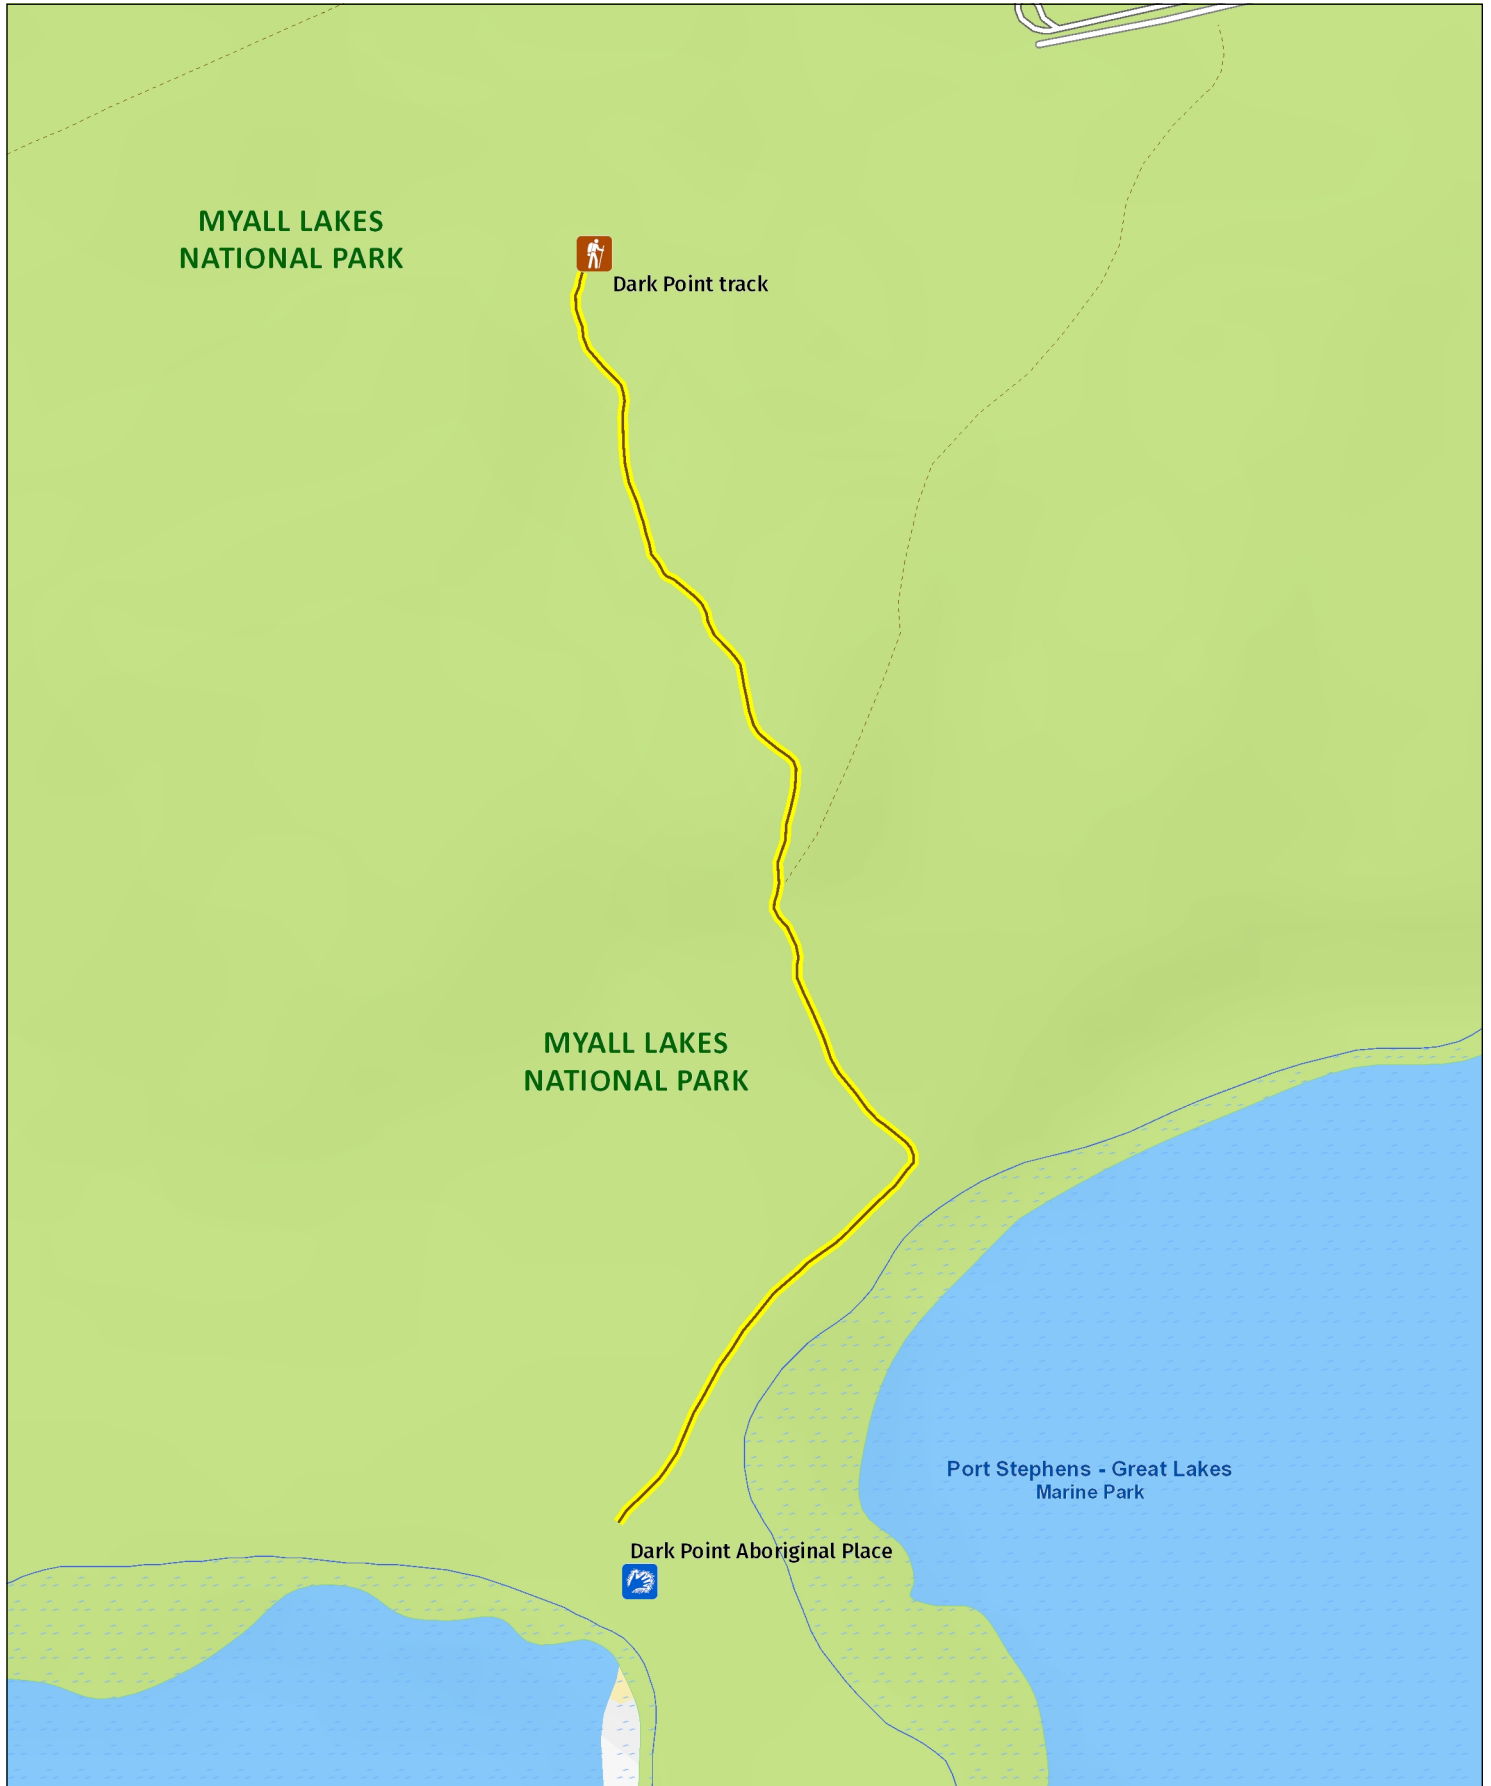 MYALL LAKES
NATIONAL PARK
Dark Point track
MYALL LAKES
NATIONAL PARK
Port Stephens - Great Lakes
Marine Park
Dark Point Aboriginal Place